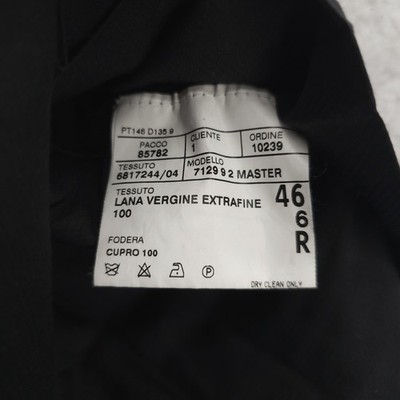 PT146 D135 9
PACCO CLIENTE ORDINE
85782 1 10239
TESSUTO MODELLO
6817244/04 7129 9 2 MASTER
TESSUTO 46
LANA VERGINE EXTRAFINE 6
100 R
FODERA
CUPRO 100
P
DRY CLEAN ONLY